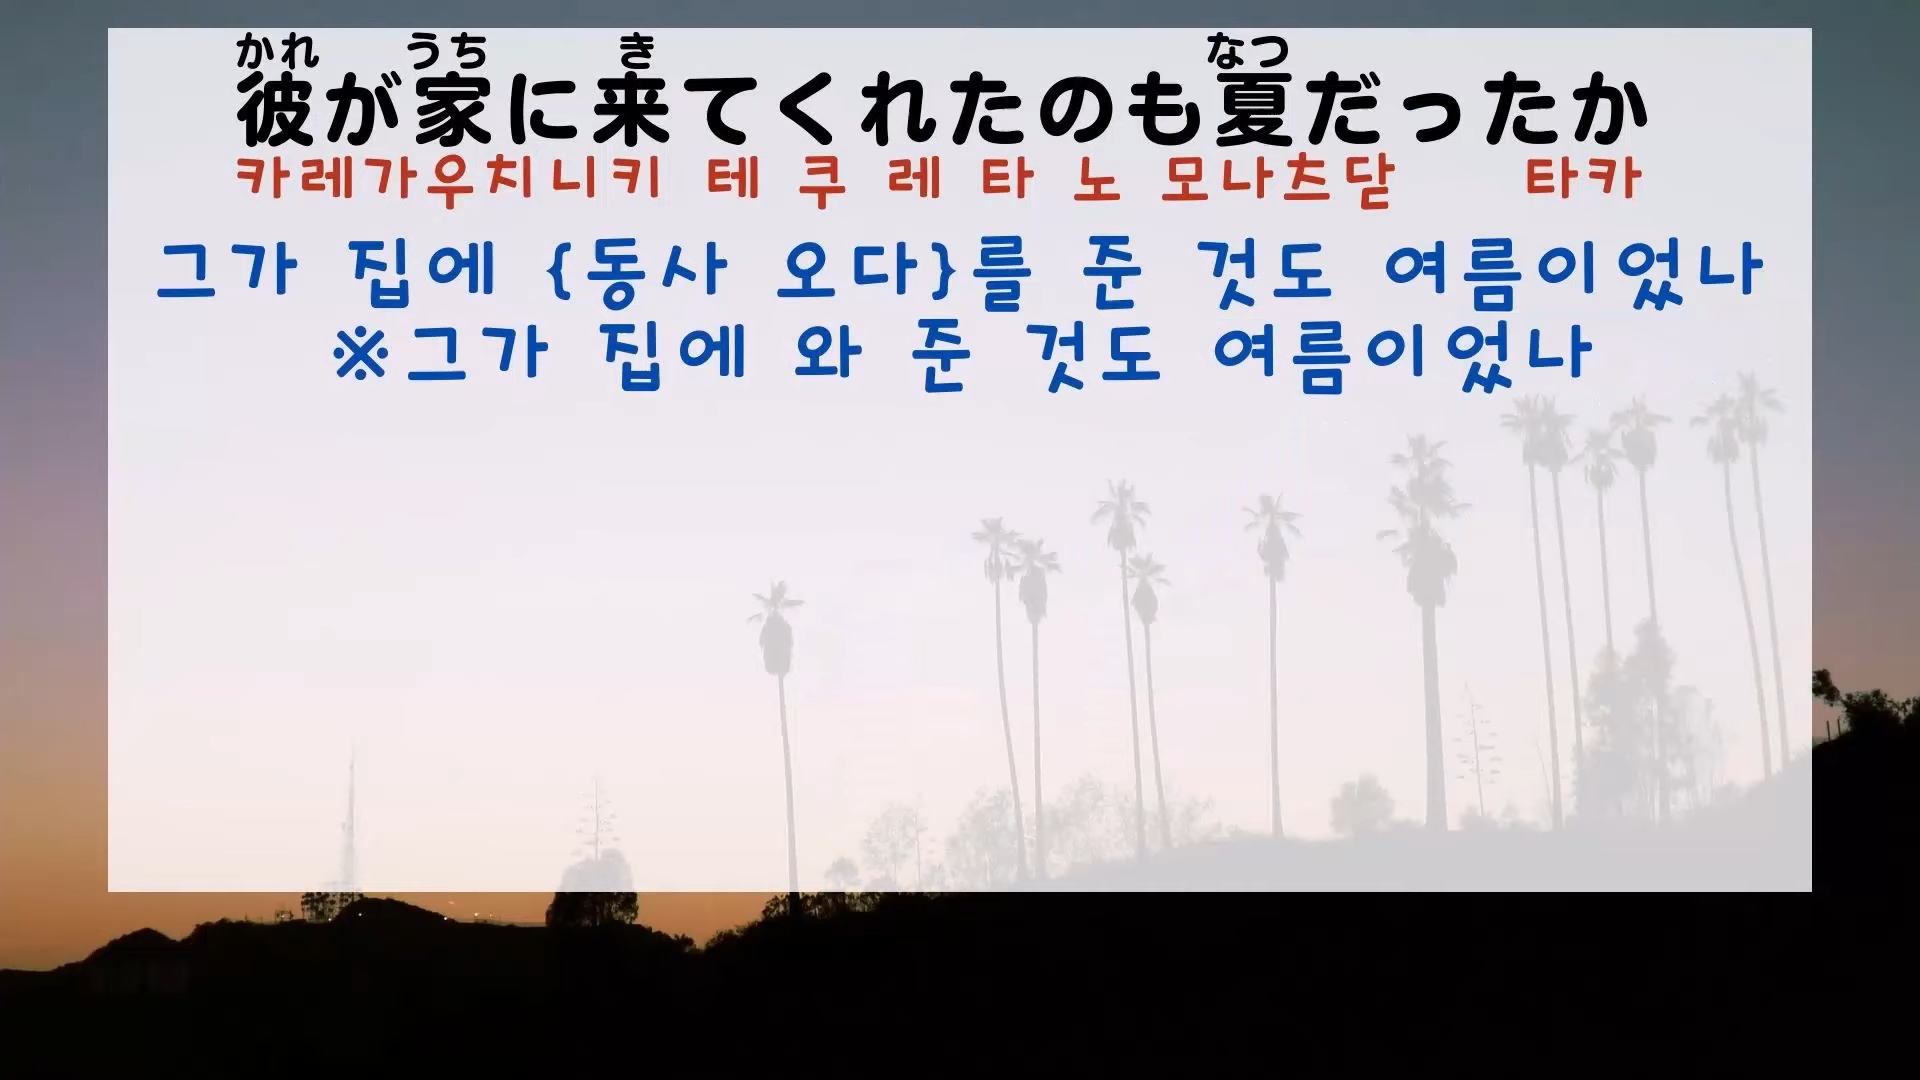 かれ うち き なつ
彼が家に来てくれたのも夏だったか
카레가우치니키 테 쿠 레 타 노 모나츠닫 타카
그가 집에 {동사 오다}를 준 것도 여름이었나
※그가 집에 와 준 것도 여름이었나